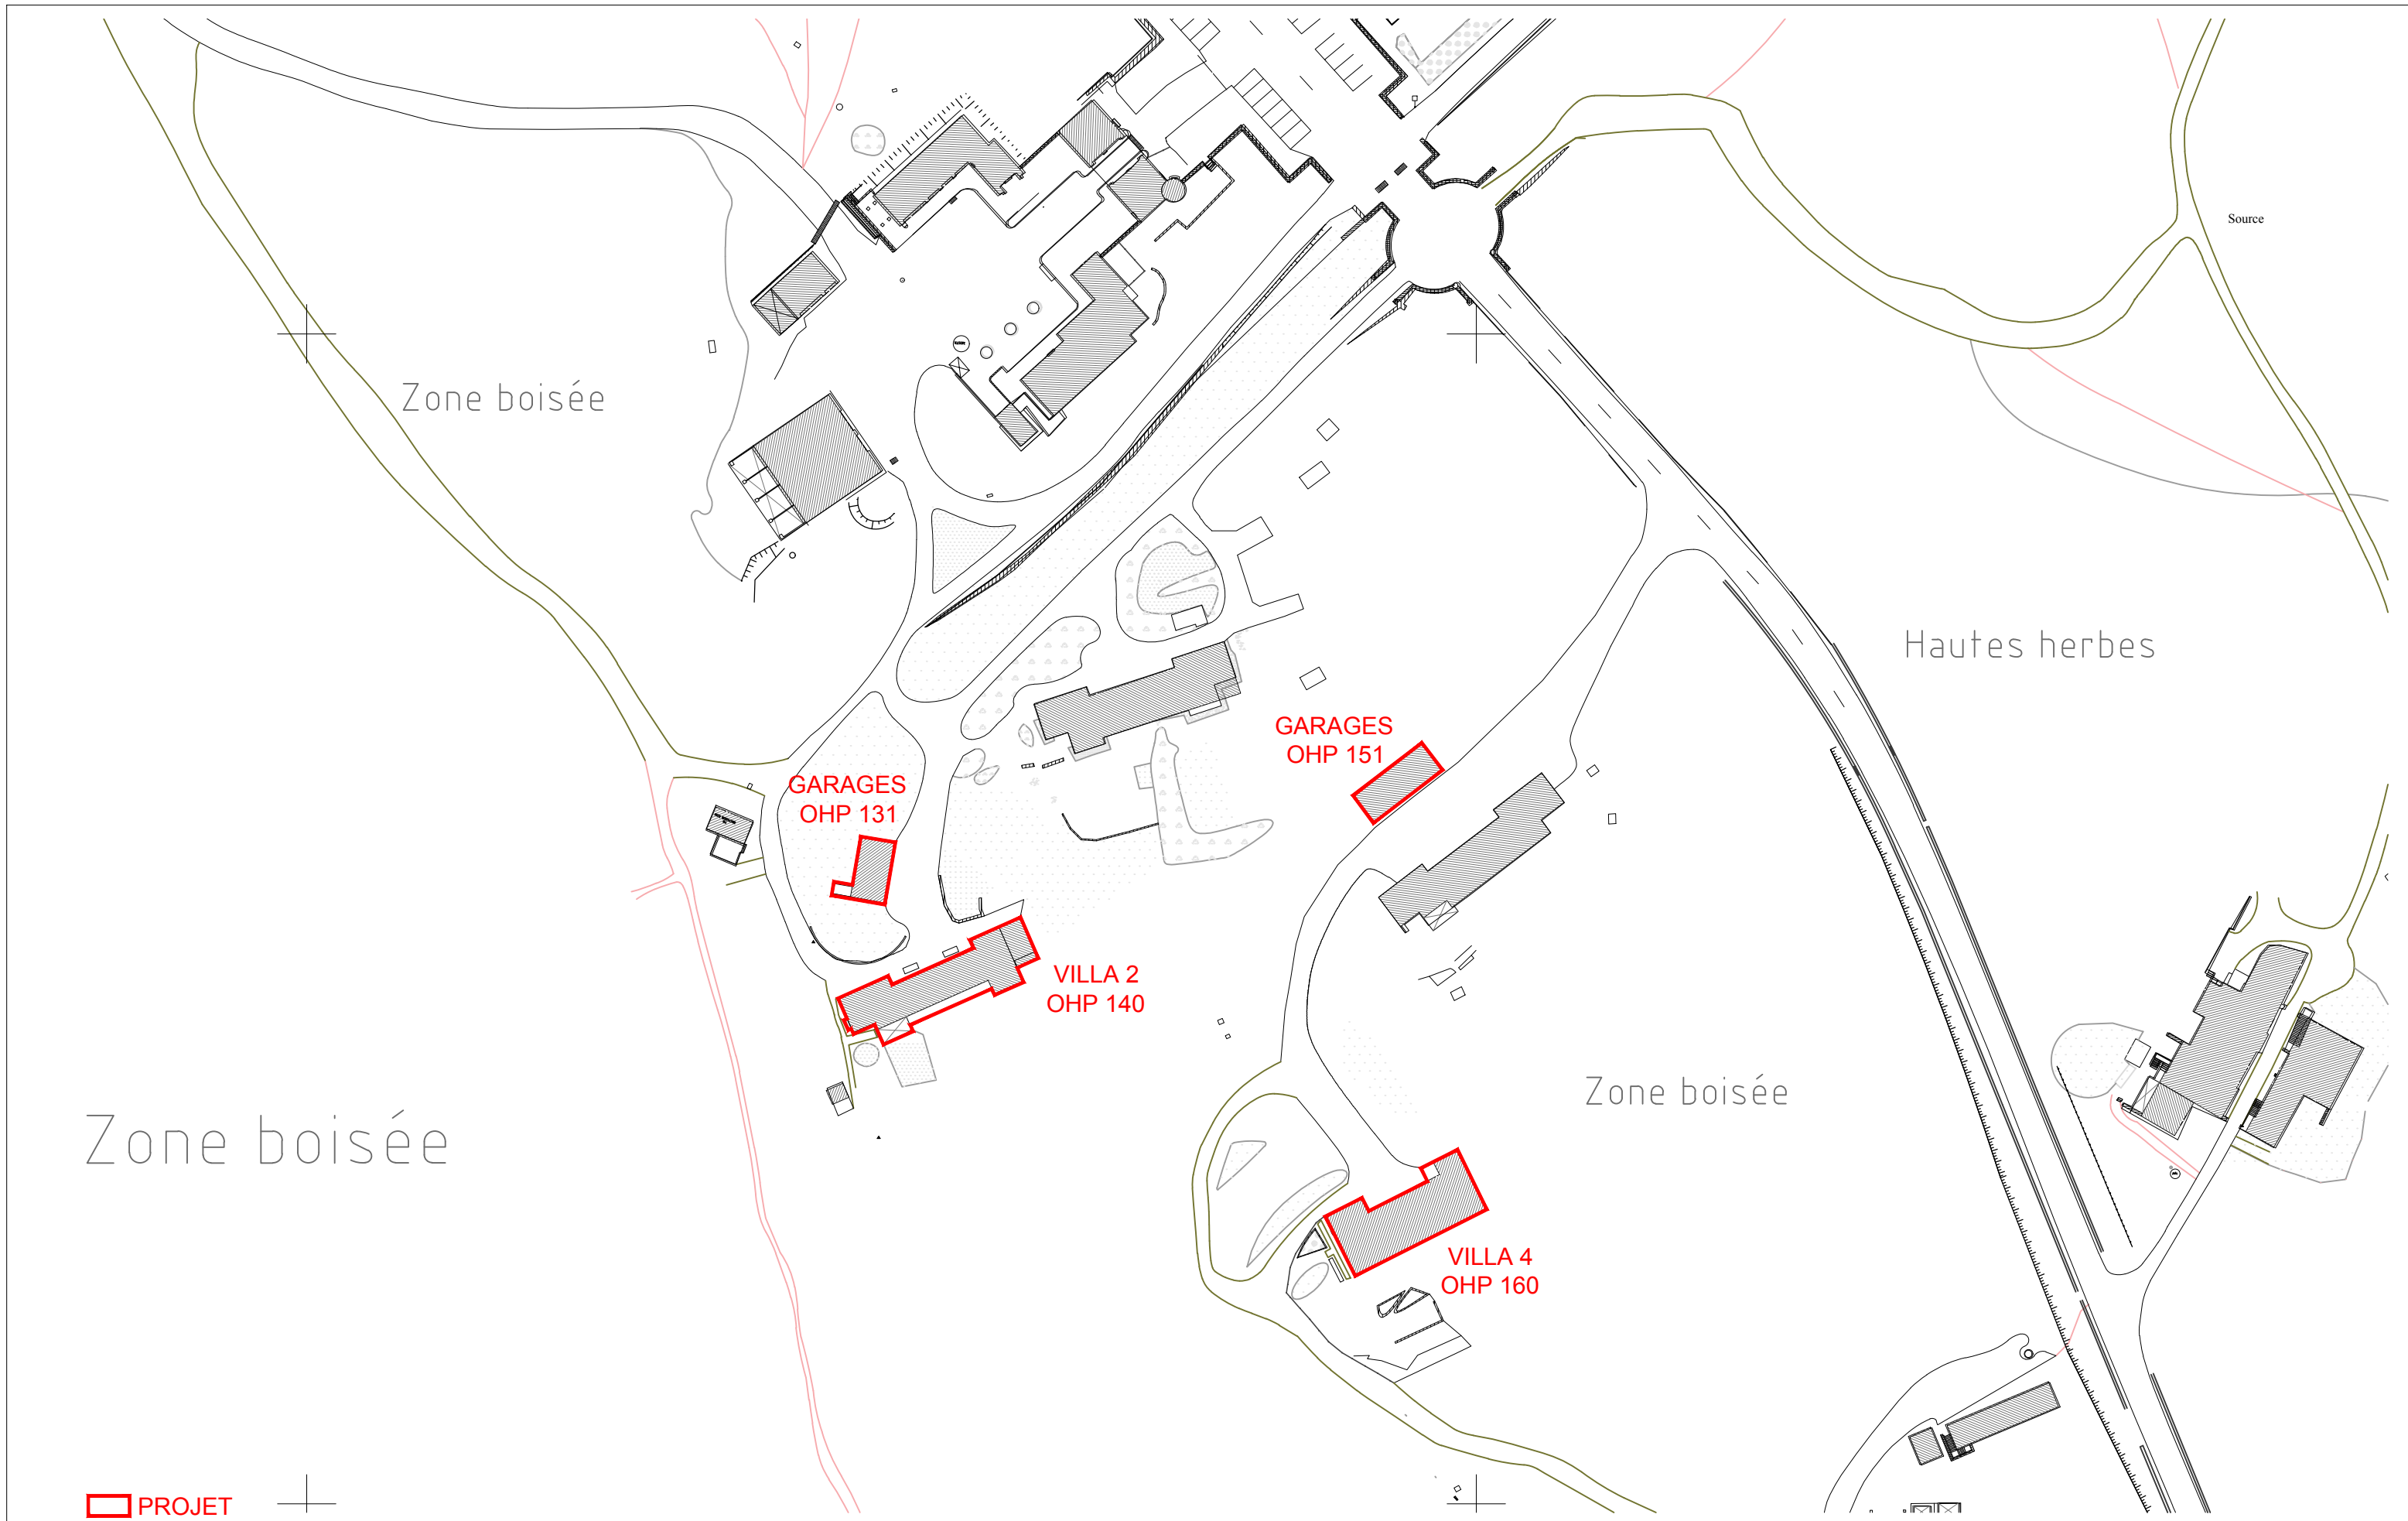 Source
Zone boisée
Hautes herbes
GARAGES
OHP 151
GARAGES
OHP 131
VILLA 2
OHP 140
Zone boisée
Zone boisée
VILLA 4
OHP 160
PROJET